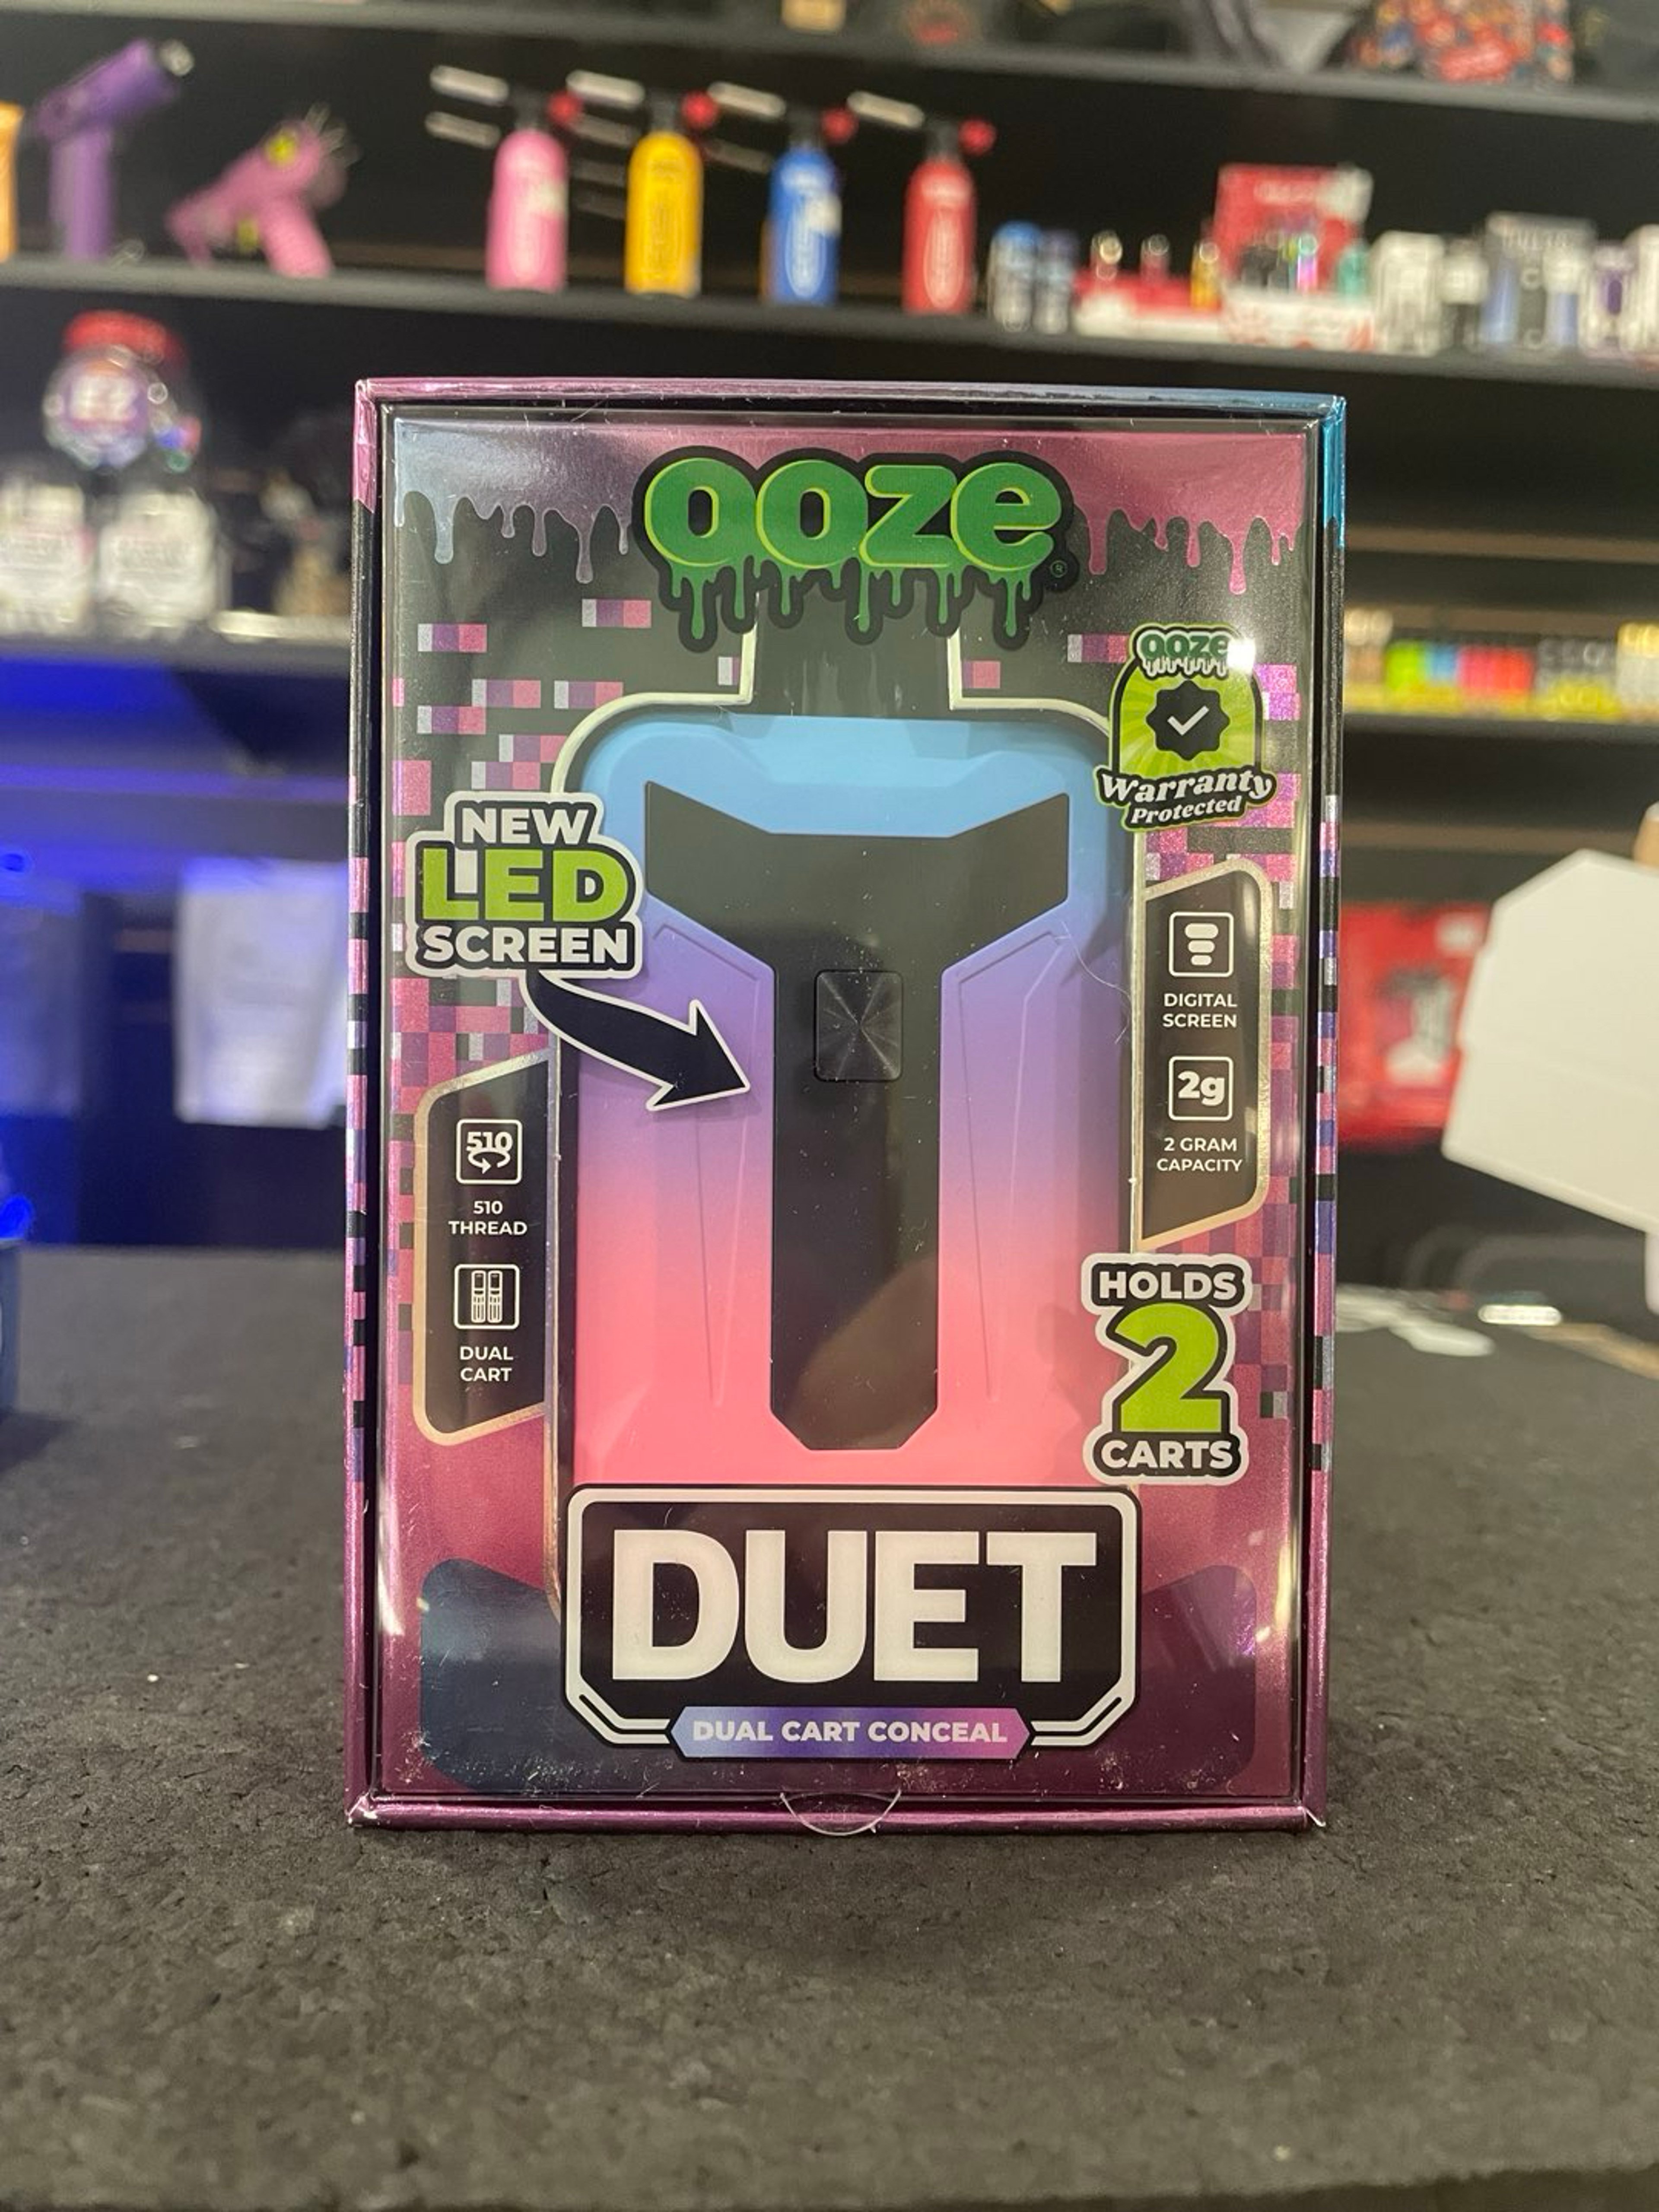 ooze
®
ooze
Warranty
Protected
NEW
LED
SCREEN
DIGITAL
SCREEN
2g
2 GRAM
CAPACITY
510
510
THREAD
DUAL
CART
HOLDS
2
CARTS
DUET
DUAL CART CONCEAL